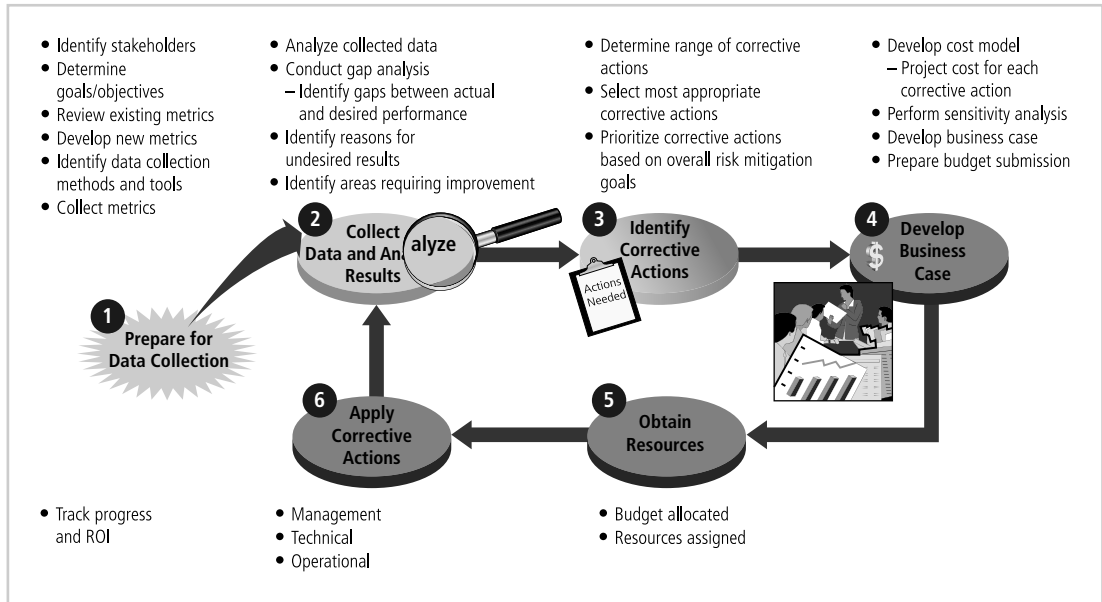 • Identify stakeholders
• Determine
goals/objectives
• Review existing metrics
• Develop new metrics
• Identify data collection
methods and tools
• Collect metrics
• Analyze collected data
• Conduct gap analysis
– Identify gaps between actual
and desired performance
• Identify reasons for
undesired results
• Identify areas requiring improvement
• Determine range of corrective
actions
• Select most appropriate
corrective actions
• Prioritize corrective actions
based on overall risk mitigation
goals
• Develop cost model
– Project cost for each
corrective action
• Perform sensitivity analysis
• Develop business case
• Prepare budget submission
1
Prepare for
Data Collection
2
Collect
Data and Ana
alyze
Results
3
Identify
Corrective
Actions
Actions
Needed
4
$
Develop
Business
Case
5
Obtain
Resources
6
Apply
Corrective
Actions
• Track progress
and ROI
• Management
• Technical
• Operational
• Budget allocated
• Resources assigned